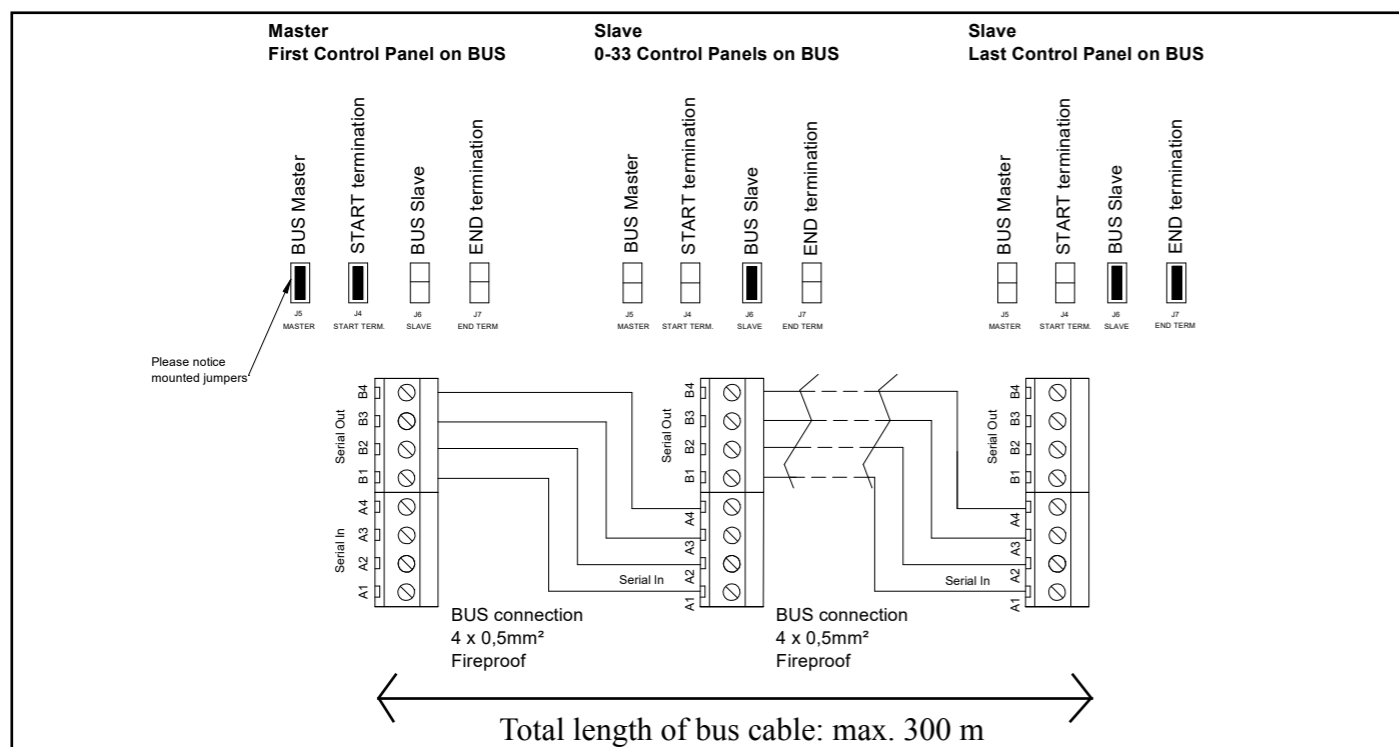 Master
First Control Panel on BUS
Slave
0-33 Control Panels on BUS
Slave
Last Control Panel on BUS
BUS Master
START termination
BUS Slave
END termination
BUS Master
START termination
BUS Slave
END termination
BUS Master
START termination
BUS Slave
END termination
J5
MASTER
J4
START TERM.
J6
SLAVE
J7
END TERM
J5
MASTER
J4
START TERM.
J6
SLAVE
J7
END TERM
J5
MASTER
J4
START TERM.
J6
SLAVE
J7
END TERM
Please notice
mounted jumpers
Serial Out
B4
B3
B2
B1
Serial In
A4
A3
A2
A1
Serial Out
B4
B3
B2
B1
A4
A3
A2
A1
Serial In
Serial Out
B4
B3
B2
B1
A4
A3
A2
A1
Serial In
BUS connection
4 x 0,5mm²
Fireproof
BUS connection
4 x 0,5mm²
Fireproof
Total length of bus cable: max. 300 m